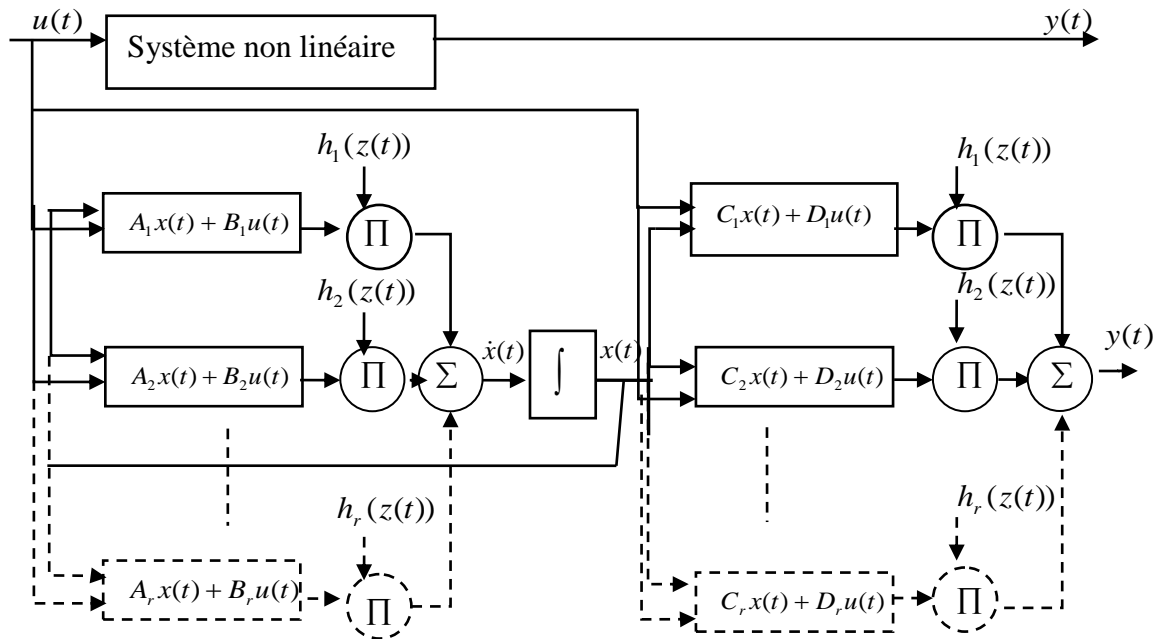 u(t)
y(t)
Système non linéaire
h₁(z(t))
h₁(z(t))
A₁x(t) + B₁u(t)
∏
C₁x(t) + D₁u(t)
∏
h₂(z(t))
h₂(z(t))
A₂x(t) + B₂u(t)
∏
Σ
ẋ(t)
∫
x(t)
C₂x(t) + D₂u(t)
∏
Σ
y(t)
hᵣ(z(t))
hᵣ(z(t))
Aᵣx(t) + Bᵣu(t)
∏
Cᵣx(t) + Dᵣu(t)
∏